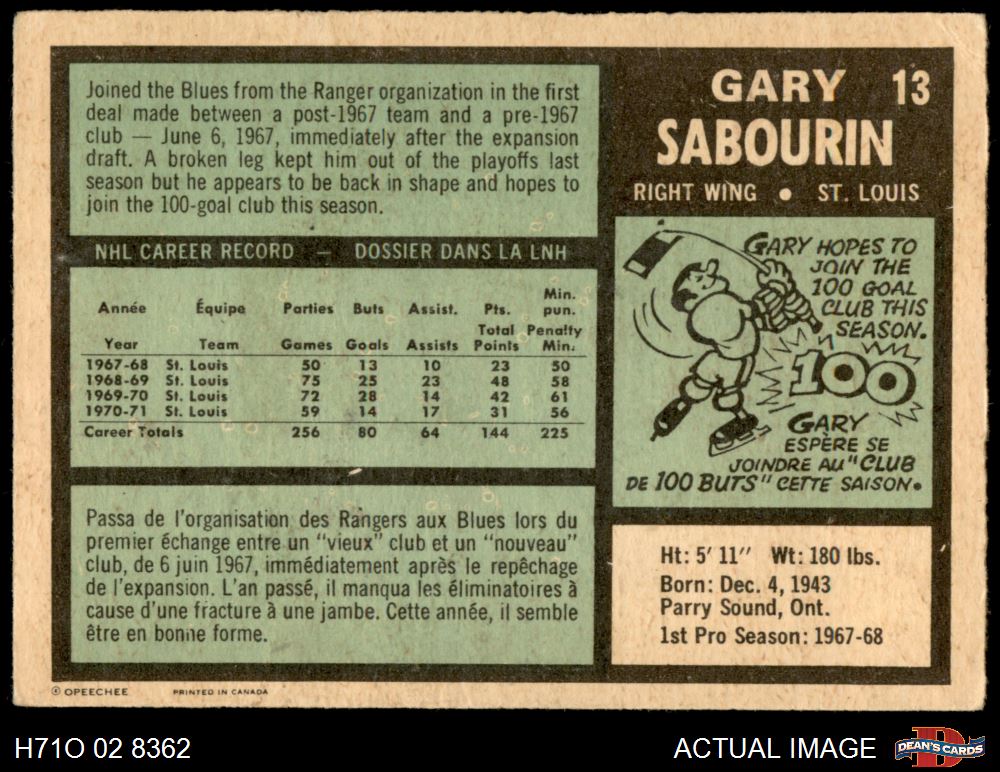 Joined the Blues from the Ranger organization in the first
deal made between a post-1967 team and a pre-1967
club — June 6, 1967, immediately after the expansion
draft. A broken leg kept him out of the playoffs last
season but he appears to be back in shape and hopes to
join the 100-goal club this season.
NHL CAREER RECORD — DOSSIER DANS LA LNH
Année Équipe Parties Buts Assist. Pts. Min. pun.
Year Team Games Goals Assists Total Points Penalty Min.
1967-68 St. Louis 50 13 10 23 50
1968-69 St. Louis 75 25 23 48 58
1969-70 St. Louis 72 28 14 42 61
1970-71 St. Louis 59 14 17 31 56
Career Totals 256 80 64 144 225
Passa de l'organisation des Rangers aux Blues lors du
premier échange entre un "vieux" club et un "nouveau"
club, de 6 juin 1967, immédiatement après le repêchage
de l'expansion. L'an passé, il manqua les éliminatoires à
cause d'une fracture à une jambe. Cette année, il semble
être en bonne forme.
GARY 13
SABOURIN
RIGHT WING ● ST. LOUIS
GARY HOPES TO
JOIN THE
100 GOAL
CLUB THIS
SEASON.
100
GARY
ESPÈRE SE
JOINDRE AU "CLUB
DE 100 BUTS" CETTE SAISON.
Ht: 5' 11" Wt: 180 lbs.
Born: Dec. 4, 1943
Parry Sound, Ont.
1st Pro Season: 1967-68
© OPEECHEE PRINTED IN CANADA
H71O 02 8362 ACTUAL IMAGE DEAN'S CARDS